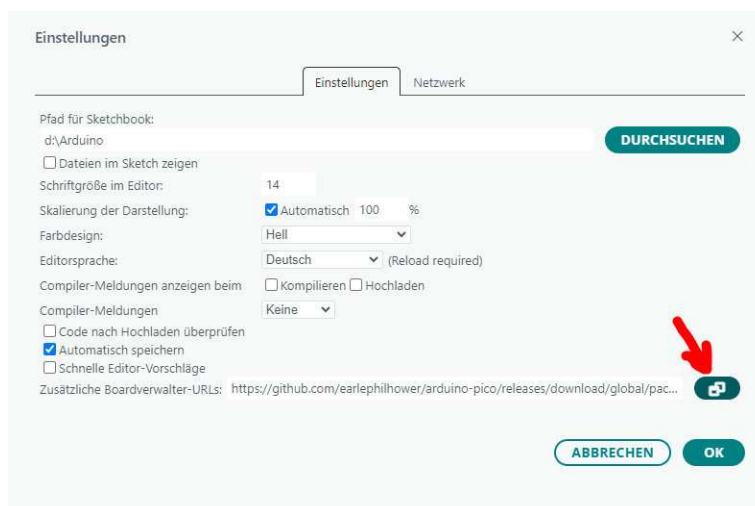 Einstellungen
Einstellungen Netzwerk
Pfad für Sketchbook:
d:\Arduino DURCHSUCHEN
Dateien im Sketch zeigen
Schriftgröße im Editor: 14
Skalierung der Darstellung: Automatisch 100 %
Farbdesign: Hell
Editorsprache: Deutsch (Reload required)
Compiler-Meldungen anzeigen beim Kompilieren Hochladen
Compiler-Meldungen Keine
Code nach Hochladen überprüfen
Automatisch speichern
Schnelle Editor-Vorschläge
Zusätzliche Boardverwalter-URLs: https://github.com/earlephilhower/arduino-pico/releases/download/global/pac...
ABBRECHEN OK